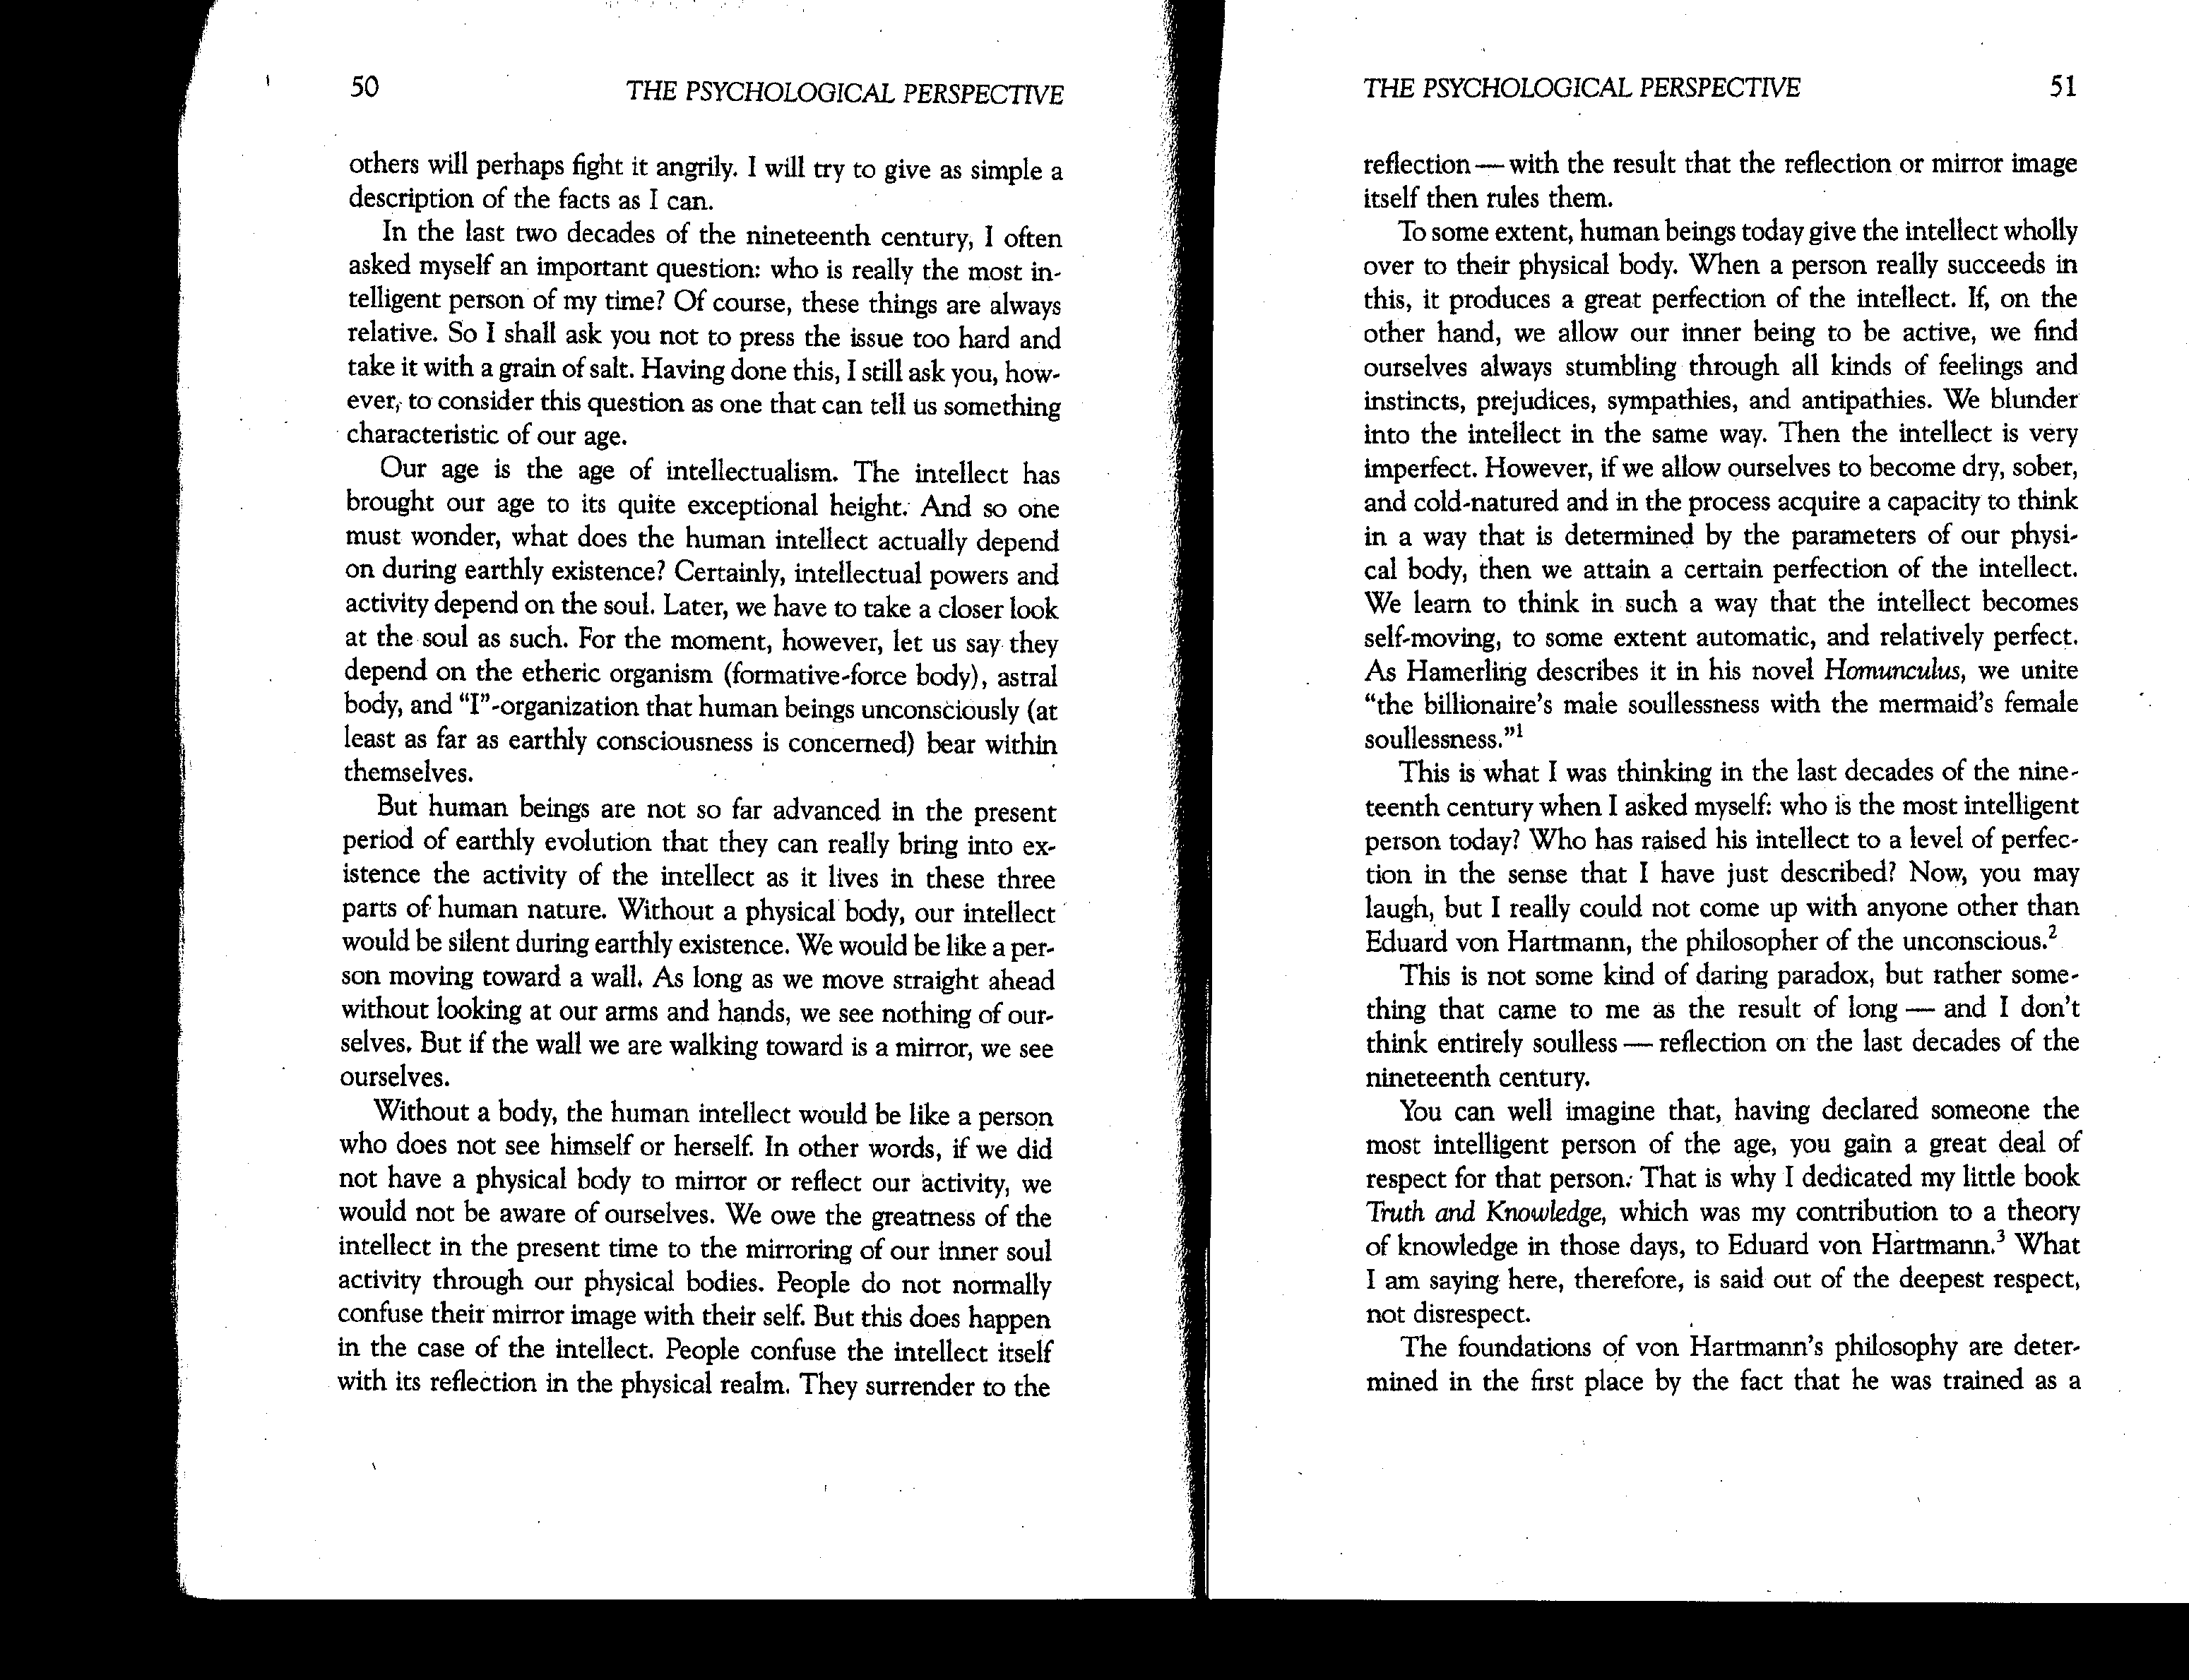 50 THE PSYCHOLOGICAL PERSPECTIVE
others will perhaps fight it angrily. I will try to give as simple a
description of the facts as I can.
In the last two decades of the nineteenth century, I often
asked myself an important question: who is really the most in-
telligent person of my time? Of course, these things are always
relative. So I shall ask you not to press the issue too hard and
take it with a grain of salt. Having done this, I still ask you, how-
ever, to consider this question as one that can tell us something
characteristic of our age.
Our age is the age of intellectualism. The intellect has
brought our age to its quite exceptional height. And so one
must wonder, what does the human intellect actually depend
on during earthly existence? Certainly, intellectual powers and
activity depend on the soul. Later, we have to take a closer look
at the soul as such. For the moment, however, let us say they
depend on the etheric organism (formative-force body), astral
body, and “I”-organization that human beings unconsciously (at
least as far as earthly consciousness is concerned) bear within
themselves.
But human beings are not so far advanced in the present
period of earthly evolution that they can really bring into ex-
istence the activity of the intellect as it lives in these three
parts of human nature. Without a physical body, our intellect
would be silent during earthly existence. We would be like a per-
son moving toward a wall. As long as we move straight ahead
without looking at our arms and hands, we see nothing of our-
selves. But if the wall we are walking toward is a mirror, we see
ourselves.
Without a body, the human intellect would be like a person
who does not see himself or herself. In other words, if we did
not have a physical body to mirror or reflect our activity, we
would not be aware of ourselves. We owe the greatness of the
intellect in the present time to the mirroring of our inner soul
activity through our physical bodies. People do not normally
confuse their mirror image with their self. But this does happen
in the case of the intellect. People confuse the intellect itself
with its reflection in the physical realm. They surrender to the
THE PSYCHOLOGICAL PERSPECTIVE 51
reflection — with the result that the reflection or mirror image
itself then rules them.
To some extent, human beings today give the intellect wholly
over to their physical body. When a person really succeeds in
this, it produces a great perfection of the intellect. If, on the
other hand, we allow our inner being to be active, we find
ourselves always stumbling through all kinds of feelings and
instincts, prejudices, sympathies, and antipathies. We blunder
into the intellect in the same way. Then the intellect is very
imperfect. However, if we allow ourselves to become dry, sober,
and cold-natured and in the process acquire a capacity to think
in a way that is determined by the parameters of our physi-
cal body, then we attain a certain perfection of the intellect.
We learn to think in such a way that the intellect becomes
self-moving, to some extent automatic, and relatively perfect.
As Hamerling describes it in his novel Homunculus, we unite
“the billionaire’s male soullessness with the mermaid’s female
soullessness.”¹
This is what I was thinking in the last decades of the nine-
teenth century when I asked myself: who is the most intelligent
person today? Who has raised his intellect to a level of perfec-
tion in the sense that I have just described? Now, you may
laugh, but I really could not come up with anyone other than
Eduard von Hartmann, the philosopher of the unconscious.²
This is not some kind of daring paradox, but rather some-
thing that came to me as the result of long — and I don’t
think entirely soulless — reflection on the last decades of the
nineteenth century.
You can well imagine that, having declared someone the
most intelligent person of the age, you gain a great deal of
respect for that person. That is why I dedicated my little book
Truth and Knowledge, which was my contribution to a theory
of knowledge in those days, to Eduard von Hartmann.³ What
I am saying here, therefore, is said out of the deepest respect,
not disrespect.
The foundations of von Hartmann’s philosophy are deter-
mined in the first place by the fact that he was trained as a